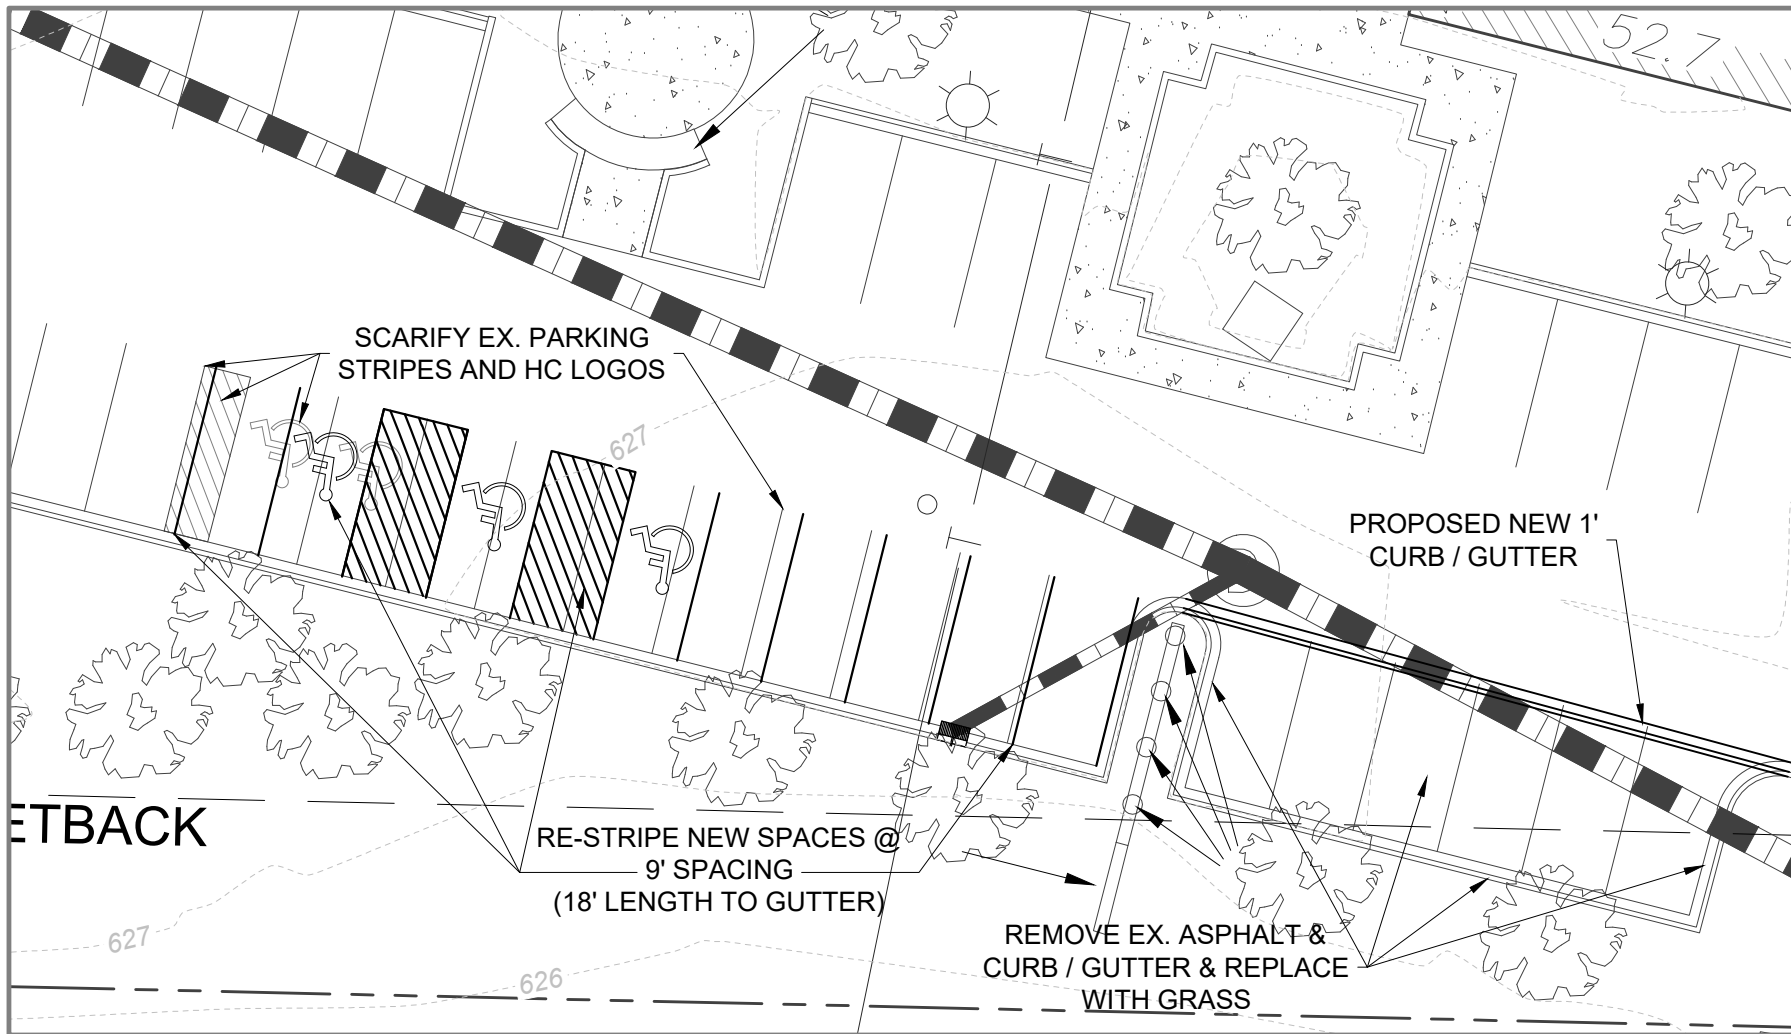 52.7
SCARIFY EX. PARKING
STRIPES AND HC LOGOS
627
PROPOSED NEW 1'
CURB / GUTTER
ETBACK
RE-STRIPE NEW SPACES @
9' SPACING
(18' LENGTH TO GUTTER)
627
626
REMOVE EX. ASPHALT &
CURB / GUTTER & REPLACE
WITH GRASS